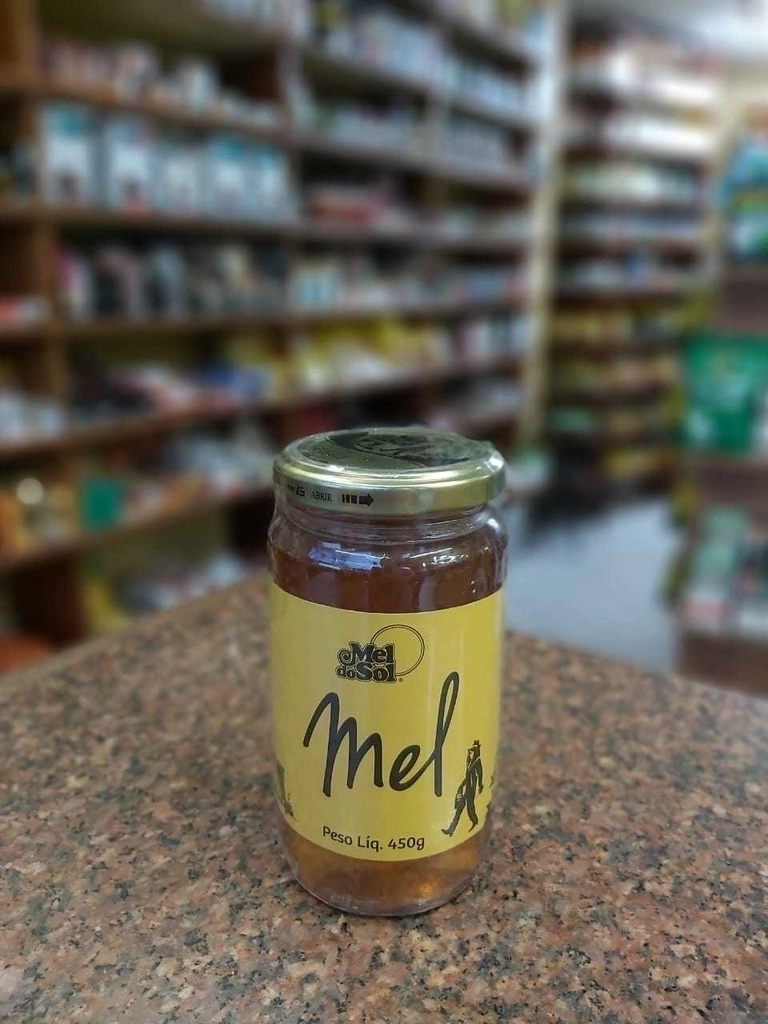 ABRIR
Mel
do Sol
Mel
Peso Líq. 450g